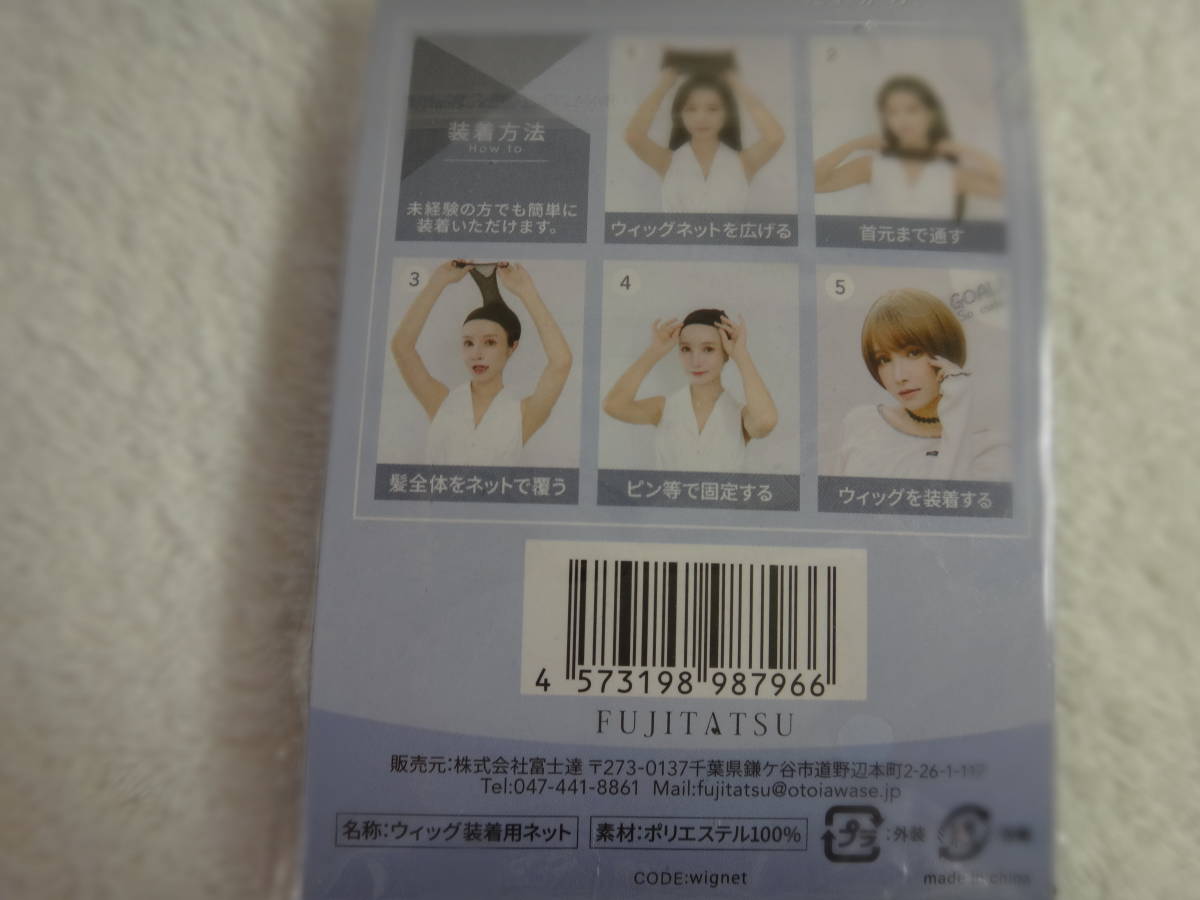 装着方法
How to
未経験の方でも簡単に
装着いただけます。
1
ウィッグネットを広げる
2
首元まで通す
3
髪全体をネットで覆う
4
ピン等で固定する
5
GOAL
ウィッグを装着する
4 573198 987966
FUJITATSU
販売元:株式会社富士達 〒273-0137千葉県鎌ケ谷市道野辺本町2-26-1-117
Tel:047-441-8861 Mail:fujitatsu@otoiawase.jp
名称:ウィッグ装着用ネット 素材:ポリエステル100% プラ :外装
CODE:wignet made in china